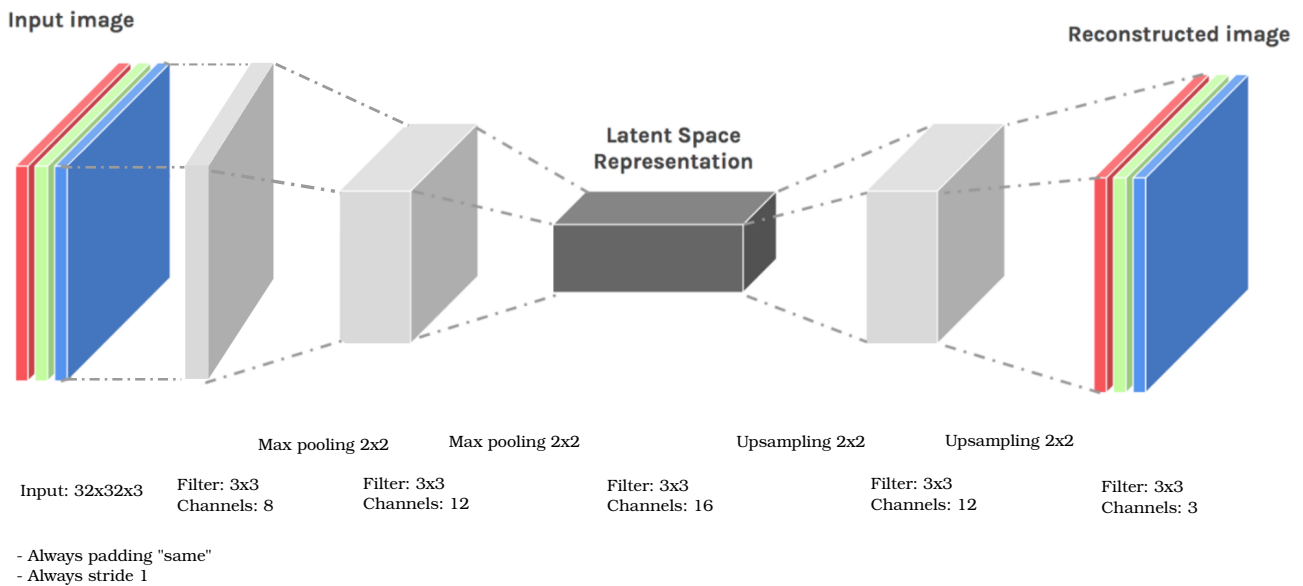 Input image
Reconstructed image
Latent Space
Representation
Max pooling 2x2
Max pooling 2x2
Upsampling 2x2
Upsampling 2x2
Input: 32x32x3
Filter: 3x3
Channels: 8
Filter: 3x3
Channels: 12
Filter: 3x3
Channels: 16
Filter: 3x3
Channels: 12
Filter: 3x3
Channels: 3
- Always padding "same"
- Always stride 1